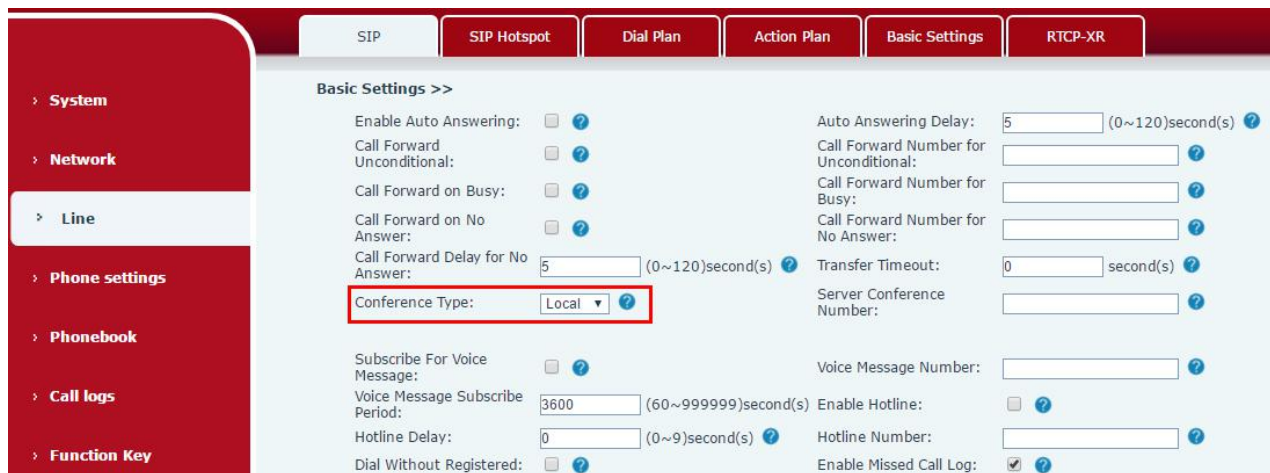 SIP SIP Hotspot Dial Plan Action Plan Basic Settings RTCP-XR
› System
› Network
› Line
› Phone settings
› Phonebook
› Call logs
› Function Key
Basic Settings >>
Enable Auto Answering: Auto Answering Delay: 5 (0~120)second(s)
Call Forward Unconditional: Call Forward Number for Unconditional:
Call Forward on Busy: Call Forward Number for Busy:
Call Forward on No Answer: Call Forward Number for No Answer:
Call Forward Delay for No Answer: 5 (0~120)second(s) Transfer Timeout: 0 second(s)
Conference Type: Local Server Conference Number:
Subscribe For Voice Message: Voice Message Number:
Voice Message Subscribe Period: 3600 (60~999999)second(s) Enable Hotline:
Hotline Delay: 0 (0~9)second(s) Hotline Number:
Dial Without Registered: Enable Missed Call Log: